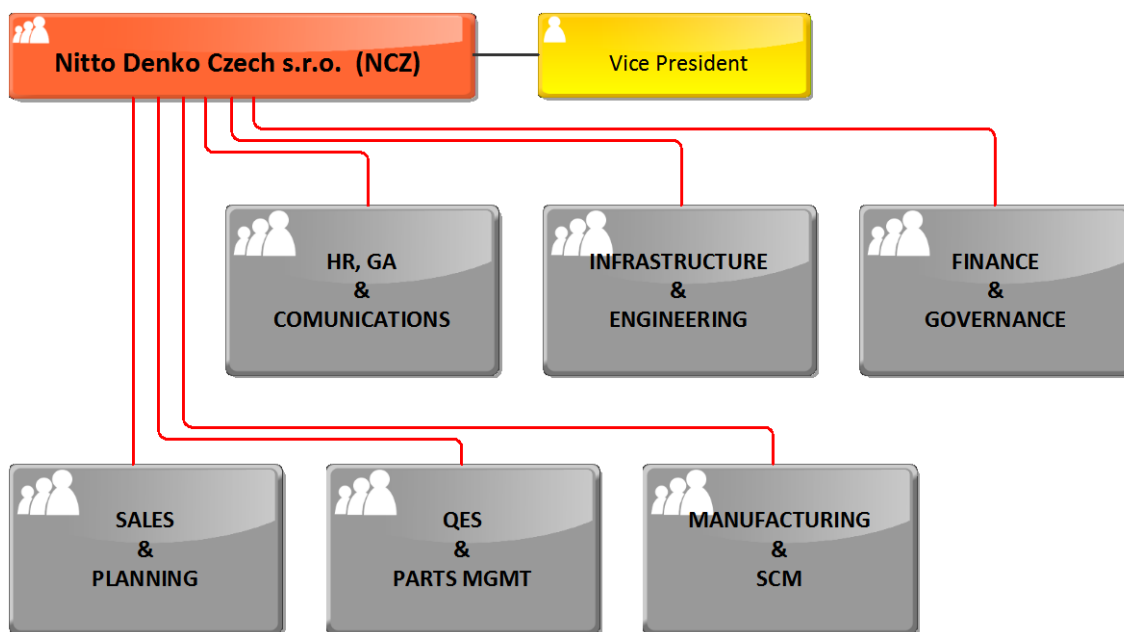 Nitto Denko Czech s.r.o.  (NCZ)
Vice President
HR, GA
&
COMUNICATIONS
INFRASTRUCTURE
&
ENGINEERING
FINANCE
&
GOVERNANCE
SALES
&
PLANNING
QES
&
PARTS MGMT
MANUFACTURING
&
SCM